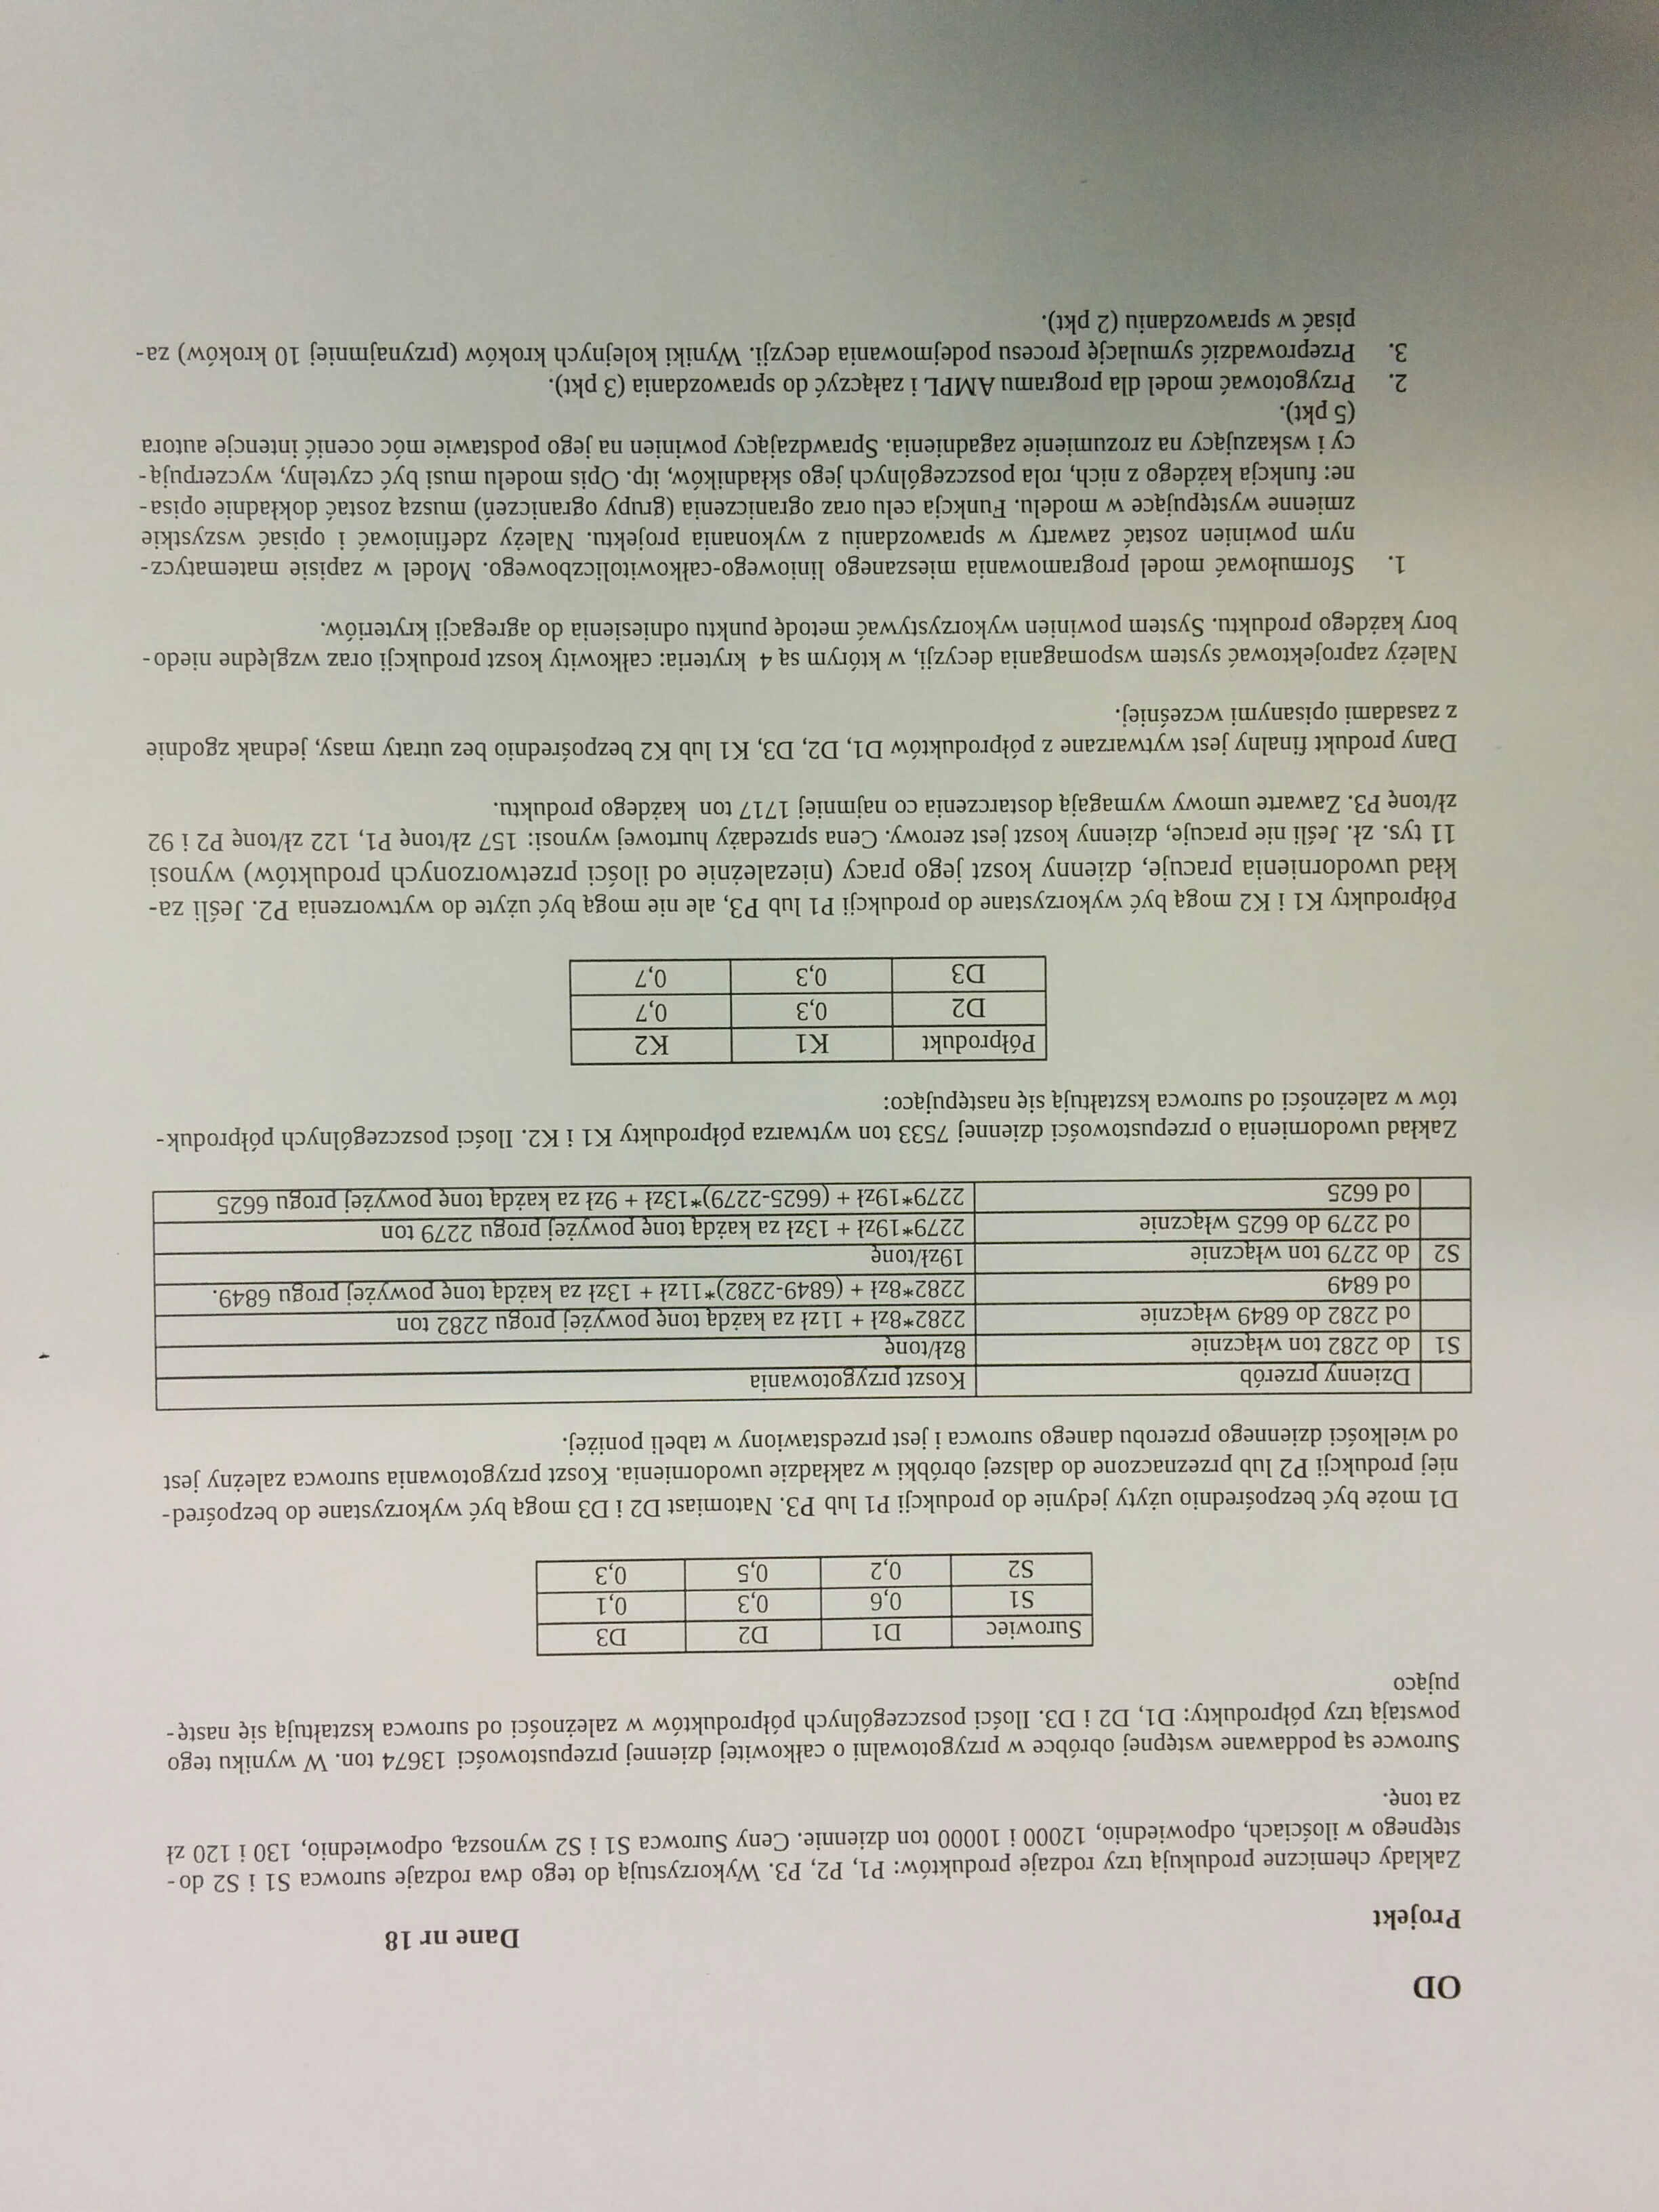 OD
Projekt
Dane nr 18
Zaklady chemiczne produkują trzy rodzaje produktów: P1, P2, P3. Wykorzystują do tego dwa rodzaje surowca S1 i S2 do-
stępnego w ilościach, odpowiednio, 12000 i 10000 ton dziennie. Ceny Surowca S1 i S2 wynoszą, odpowiednio, 130 i 120 zł
za tonę.
Surowce są poddawane wstępnej obróbce w przygotowalni o całkowitej dziennej przepustowości 13674 ton. W wyniku tego
powstają trzy półprodukty: D1, D2 i D3. Ilości poszczególnych półproduktów w zależności od surowca kształtują się nastę-
pująco
Surowiec D1 D2 D3
S1 0,6 0,3 0,1
S2 0,2 0,5 0,3
D1 może być bezpośrednio użyty jedynie do produkcji P1 lub P3. Natomiast D2 i D3 mogą być wykorzystane do bezpośred-
niej produkcji P2 lub przeznaczone do dalszej obróbki w zakładzie uwodornienia. Koszt przygotowania surowca zależny jest
od wielkości dziennego przerobu danego surowca i jest przedstawiony w tabeli poniżej.
Dzienny przerób Koszt przygotowania
S1 do 2282 ton włącznie 8zł/tonę
od 2282 do 6849 włącznie 2282*8zł + 11zł za każdą tonę powyżej progu 2282 ton
od 6849 2282*8zł + (6849-2282)*11zł + 13zł za każdą tonę powyżej progu 6849.
S2 do 2279 ton włącznie 19zł/tonę
od 2279 do 6625 włącznie 2279*19zł + 13zł za każdą tonę powyżej progu 2279 ton
od 6625 2279*19zł + (6625-2279)*13zł + 9zł za każdą tonę powyżej progu 6625
Zakład uwodornienia o przepustowości dziennej 7533 ton wytwarza półprodukty K1 i K2. Ilości poszczególnych półproduk-
tów w zależności od surowca kształtują się następująco:
Półprodukt K1 K2
D2 0,3 0,7
D3 0,3 0,7
Półprodukty K1 i K2 mogą być wykorzystane do produkcji P1 lub P3, ale nie mogą być użyte do wytworzenia P2. Jeśli za-
kład uwodornienia pracuje, dzienny koszt jego pracy (niezależnie od ilości przetworzonych produktów) wynosi
11 tys. zł. Jeśli nie pracuje, dzienny koszt jest zerowy. Cena sprzedaży hurtowej wynosi: 157 zł/tonę P1, 122 zł/tonę P2 i 92
zł/tonę P3. Zawarte umowy wymagają dostarczenia co najmniej 1717 ton każdego produktu.
Dany produkt finalny jest wytwarzane z półproduktów D1, D2, D3, K1 lub K2 bezpośrednio bez utraty masy, jednak zgodnie
z zasadami opisanymi wcześniej.
Należy zaprojektować system wspomagania decyzji, w którym są 4 kryteria: całkowity koszt produkcji oraz względne niedo-
bory każdego produktu. System powinien wykorzystywać metodę punktu odniesienia do agregacji kryteriów.
1. Sformułować model programowania mieszanego liniowego-całkowitoliczbowego. Model w zapisie matematycz-
nym powinien zostać zawarty w sprawozdaniu z wykonania projektu. Należy zdefiniować i opisać wszystkie
zmienne występujące w modelu. Funkcja celu oraz ograniczenia (grupy ograniczeń) muszą zostać dokładnie opisa-
ne: funkcja każdego z nich, rola poszczególnych jego składników, itp. Opis modelu musi być czytelny, wyczerpują-
cy i wskazujący na zrozumienie zagadnienia. Sprawdzający powinien na jego podstawie móc ocenić intencje autora
(5 pkt).
2. Przygotować model dla programu AMPL i załączyć do sprawozdania (3 pkt).
3. Przeprowadzić symulację procesu podejmowania decyzji. Wyniki kolejnych kroków (przynajmniej 10 kroków) za-
pisać w sprawozdaniu (2 pkt).